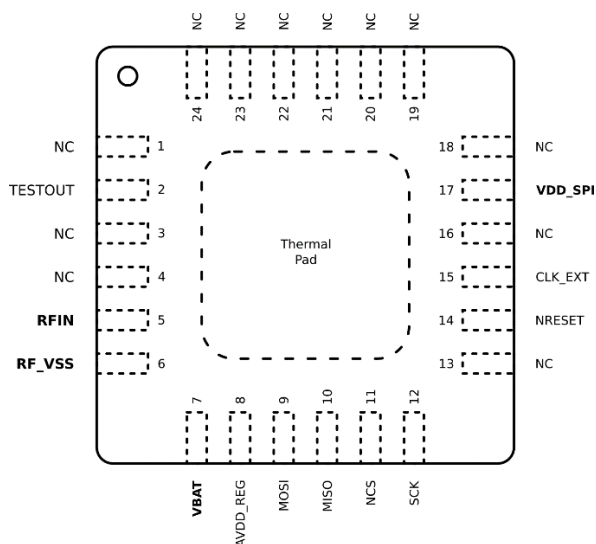 NC NC NC NC NC NC
24 23 22 21 20 19
NC 1
TESTOUT 2
NC 3
NC 4
RFIN 5
RF_VSS 6
18 NC
17 VDD_SPI
16 NC
15 CLK_EXT
14 NRESET
13 NC
Thermal
Pad
7 8 9 10 11 12
VBAT AVDD_REG MOSI MISO NCS SCK